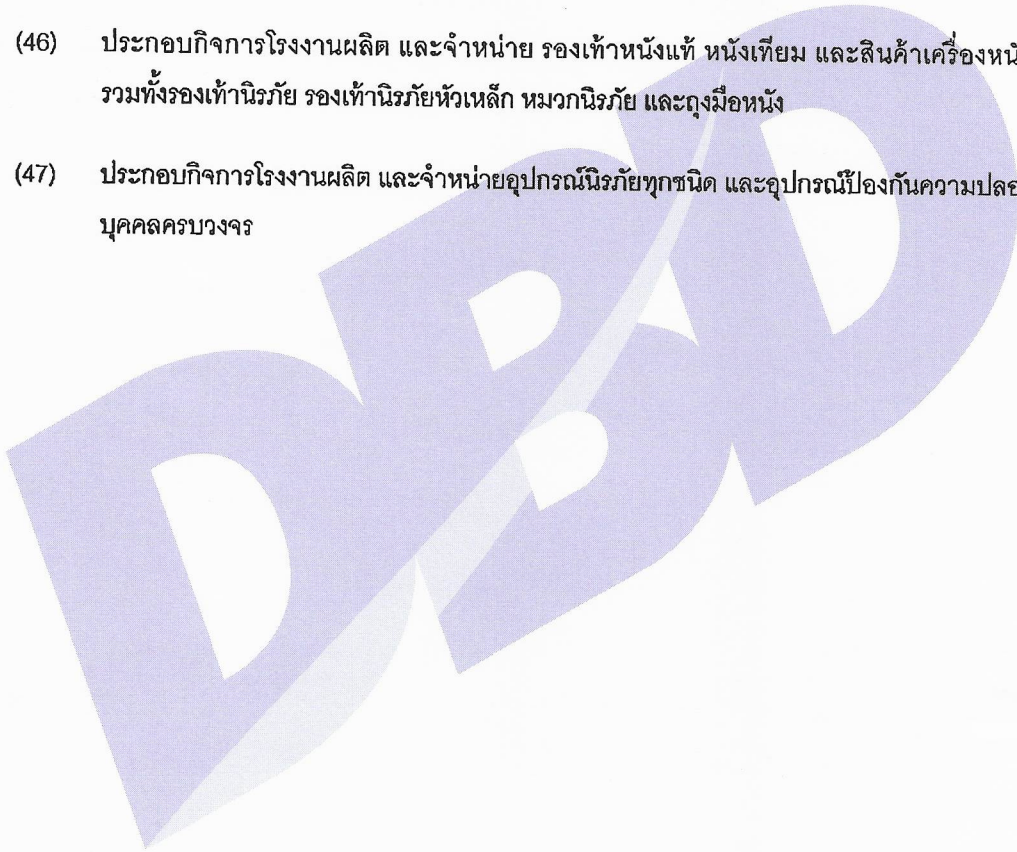 (46) ประกอบกิจการโรงงานผลิต และจำหน่าย รองเท้าหนังแท้ หนังเทียม และสินค้าเครื่องหนั
รวมทั้งรองเท้านิรภัย รองเท้านิรภัยหัวเหล็ก หมวกนิรภัย และถุงมือหนัง
(47) ประกอบกิจการโรงงานผลิต และจำหน่ายอุปกรณ์นิรภัยทุกชนิด และอุปกรณ์ป้องกันความปลอ
บุคคลครบวงจร
DBD